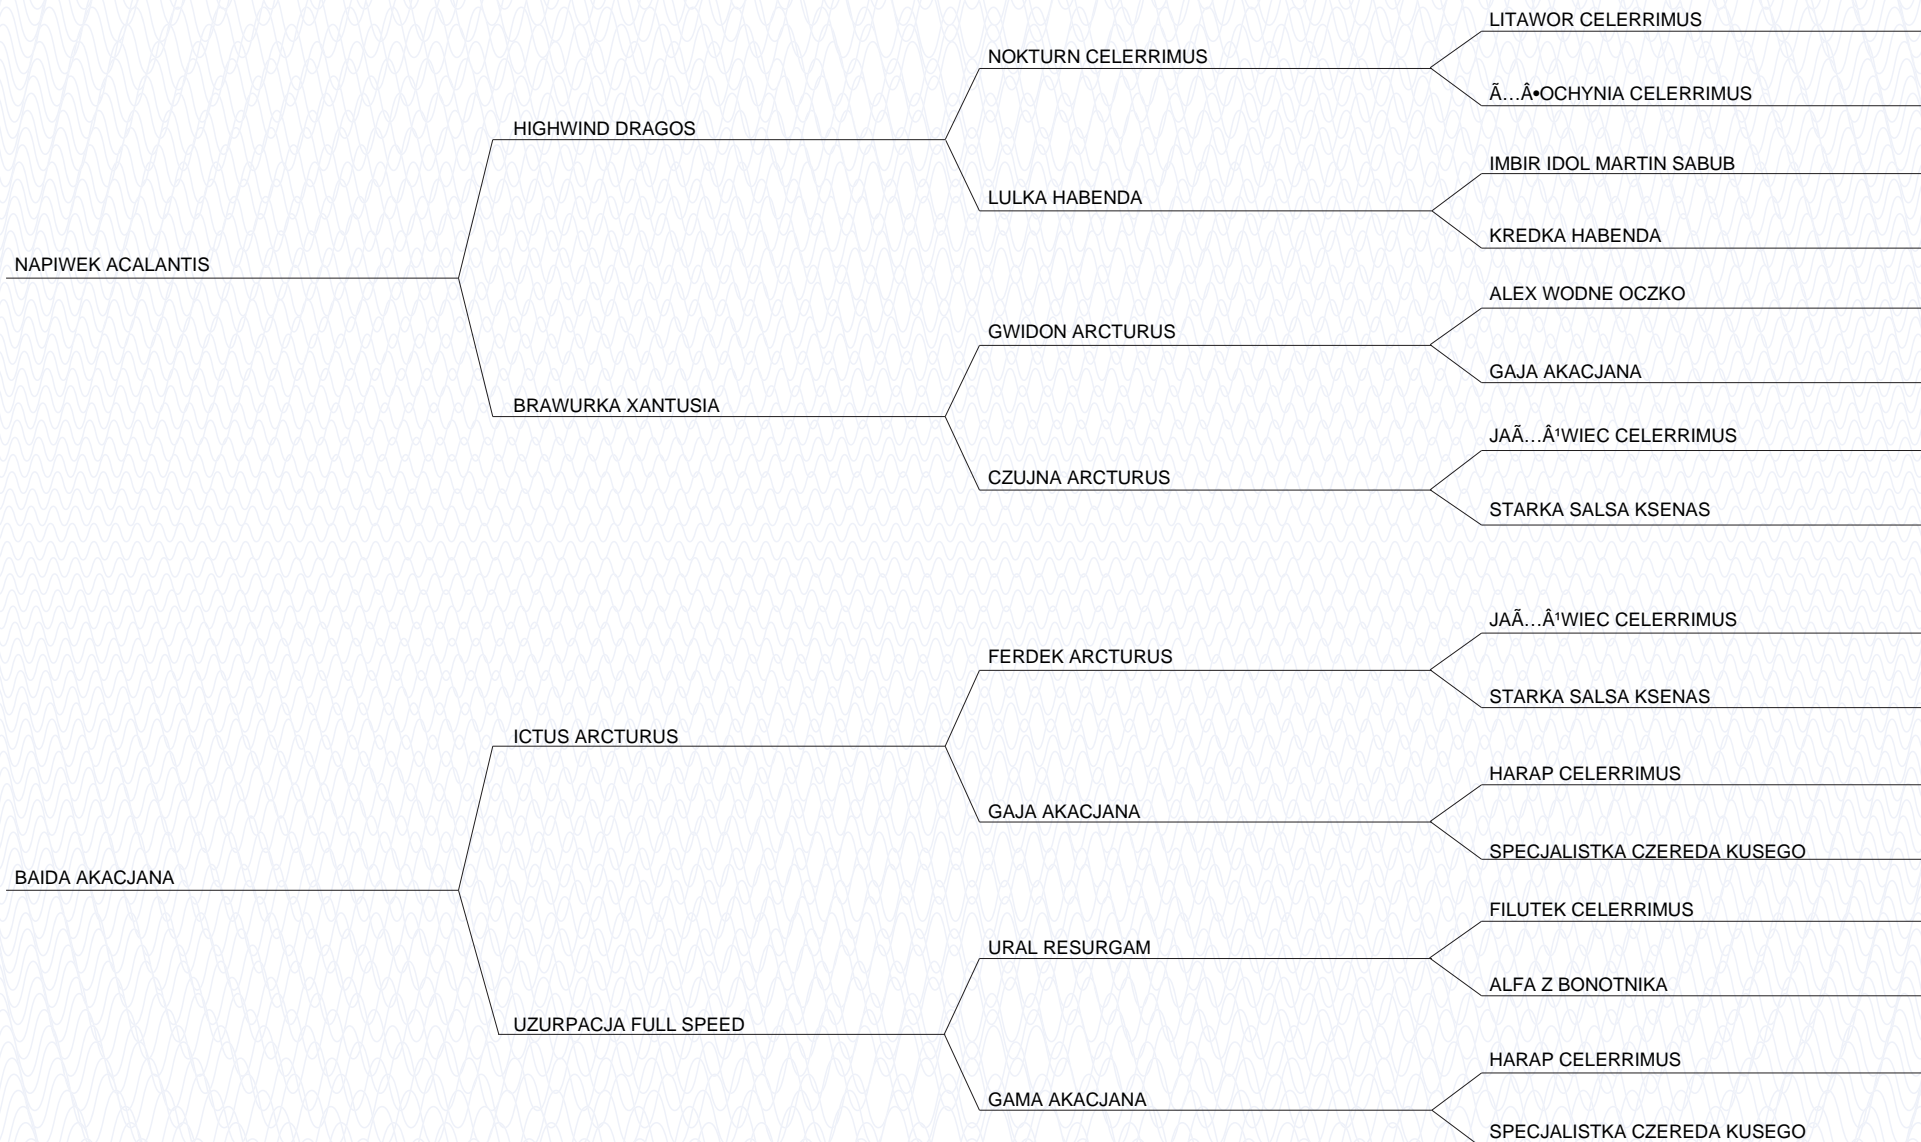 LITAWOR CELERRIMUS
NOKTURN CELERRIMUS
Ã…Â•OCHYNIA CELERRIMUS
HIGHWIND DRAGOS
IMBIR IDOL MARTIN SABUB
LULKA HABENDA
KREDKA HABENDA
NAPIWEK ACALANTIS
ALEX WODNE OCZKO
GWIDON ARCTURUS
GAJA AKACJANA
BRAWURKA XANTUSIA
JAÃ…Â¹WIEC CELERRIMUS
CZUJNA ARCTURUS
STARKA SALSA KSENAS
JAÃ…Â¹WIEC CELERRIMUS
FERDEK ARCTURUS
STARKA SALSA KSENAS
ICTUS ARCTURUS
HARAP CELERRIMUS
GAJA AKACJANA
SPECJALISTKA CZEREDA KUSEGO
BAIDA AKACJANA
FILUTEK CELERRIMUS
URAL RESURGAM
ALFA Z BONOTNIKA
UZURPACJA FULL SPEED
HARAP CELERRIMUS
GAMA AKACJANA
SPECJALISTKA CZEREDA KUSEGO